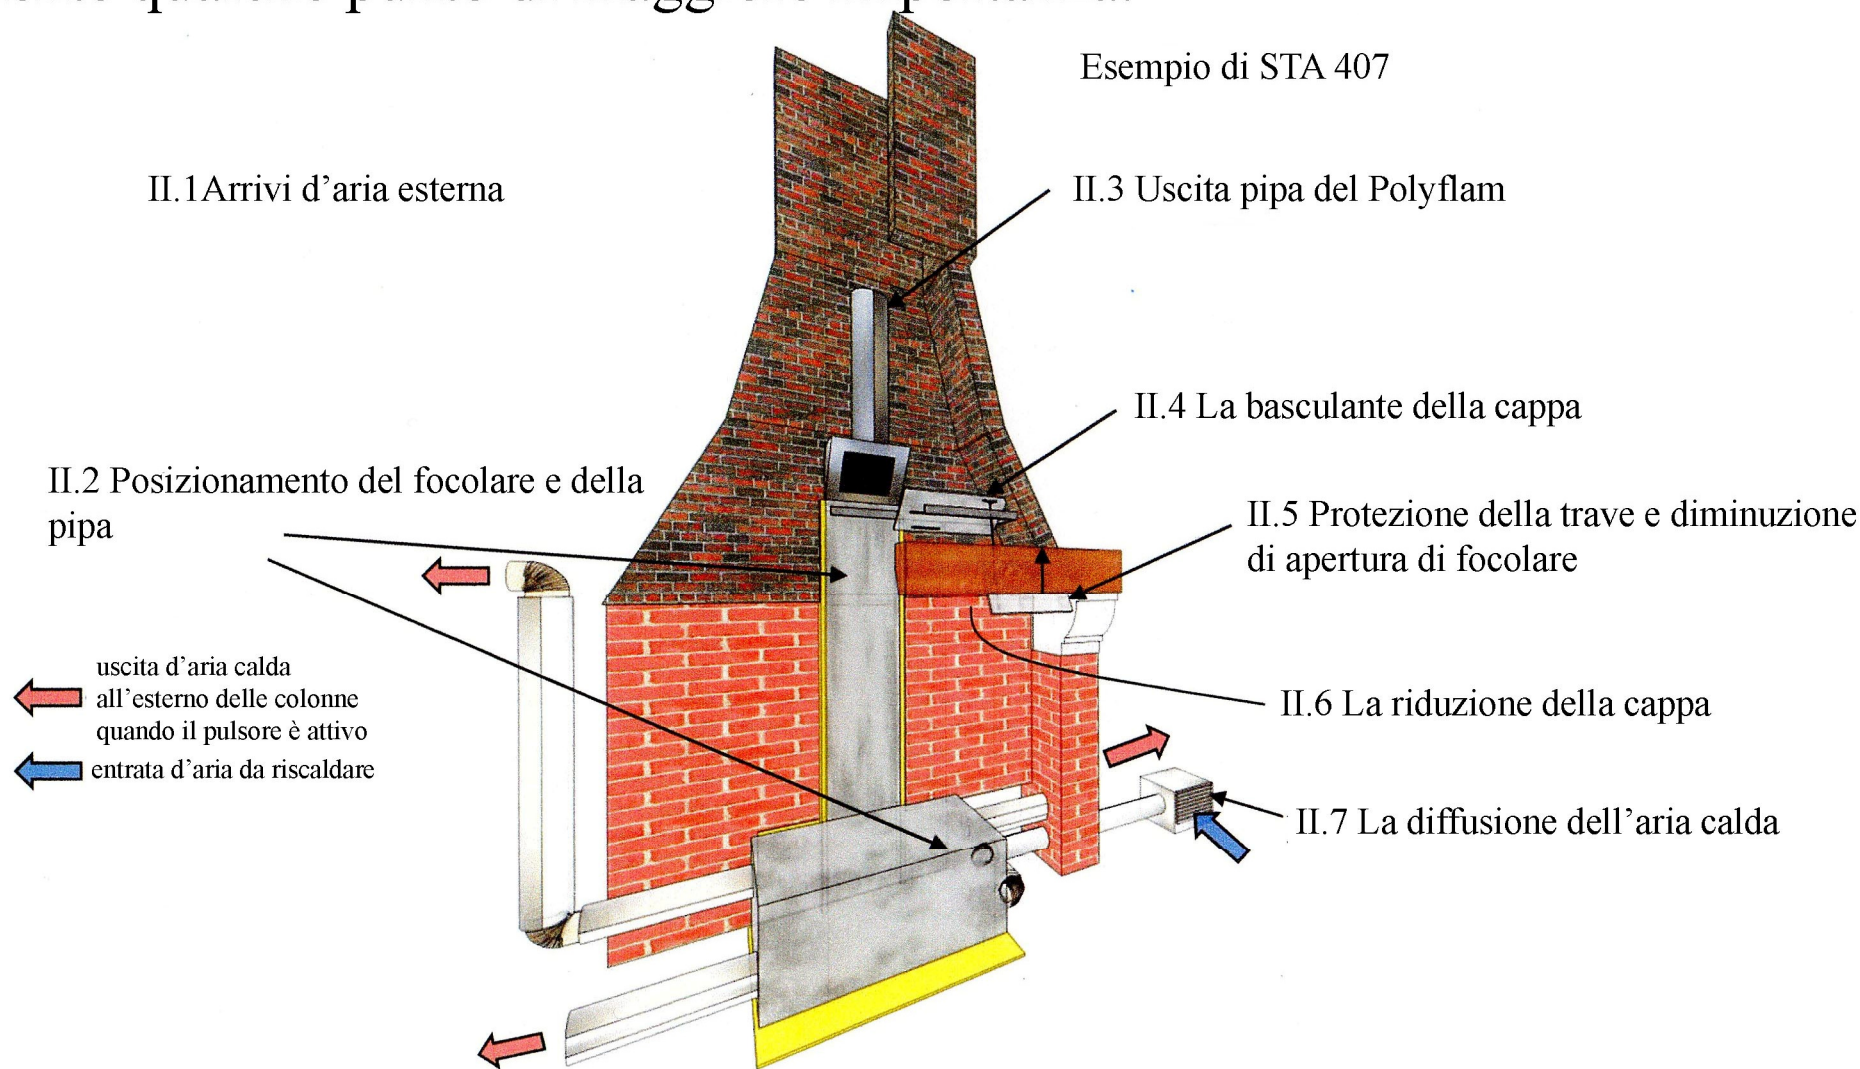 Esempio di STA 407
II.1Arrivi d’aria esterna
II.3 Uscita pipa del Polyflam
II.4 La basculante della cappa
II.2 Posizionamento del focolare e della
pipa
II.5 Protezione della trave e diminuzione
di apertura di focolare
uscita d’aria calda
all’esterno delle colonne
quando il pulsore è attivo
entrata d’aria da riscaldare
II.6 La riduzione della cappa
II.7 La diffusione dell’aria calda